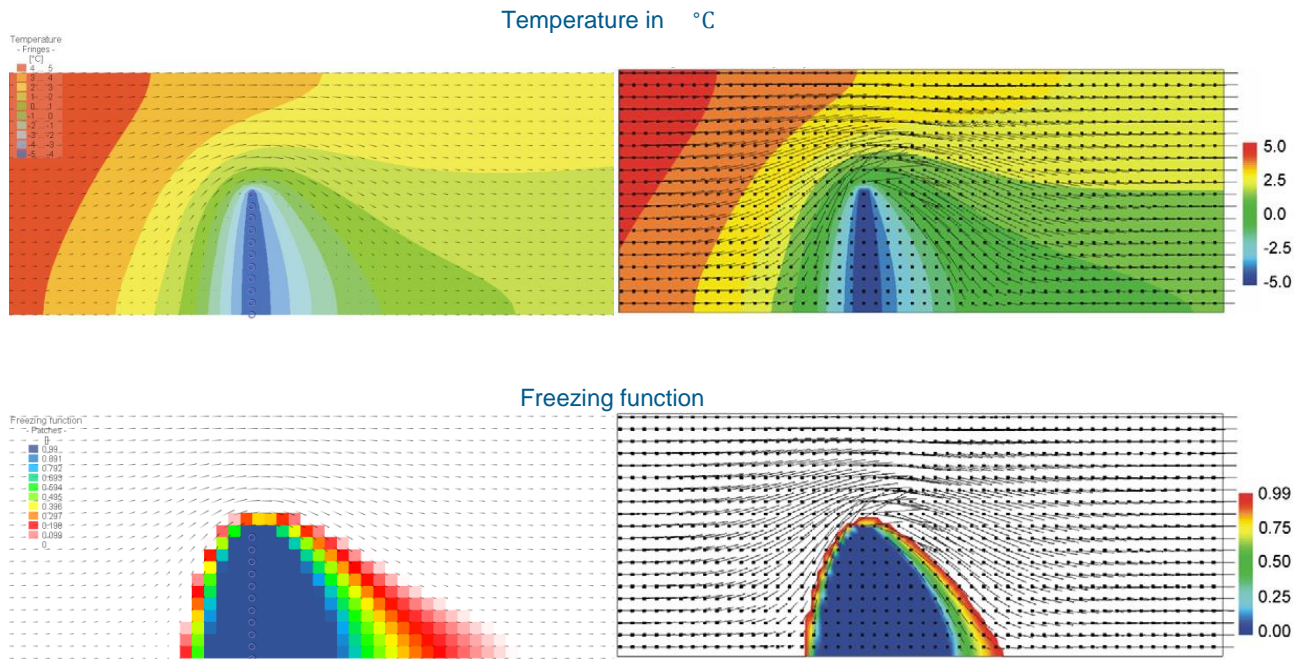 Temperature in °C
Temperature
- Fringes -
[°C]
4 ... 5
3 ... 4
2 ... 3
1 ... 2
0 ... 1
-1 ... 0
-2 ... -1
-3 ... -2
-4 ... -3
-5 ... -4
5.0
2.5
0.0
-2.5
-5.0
Freezing function
Freezing function
- Patches -
[]
0.99
0.891
0.792
0.693
0.594
0.495
0.396
0.297
0.198
0.099
0
0.99
0.75
0.50
0.25
0.00